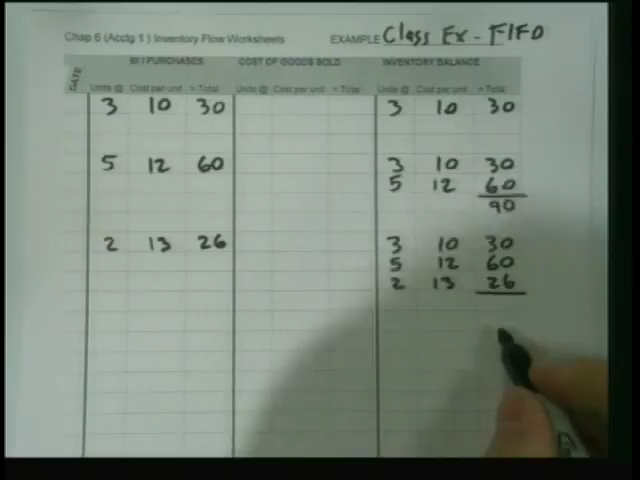 Chap 6 (Acctg 1 ) Inventory Flow Worksheets EXAMPLE Class Ex - FIFO
DATE BI / PURCHASES COST OF GOODS SOLD INVENTORY BALANCE
Units @ Cost per unit = Total Units @ Cost per unit = Total Units @ Cost per unit = Total
3 10 30 3 10 30
5 12 60 3 10 30
5 12 60
90
2 13 26 3 10 30
5 12 60
2 13 26